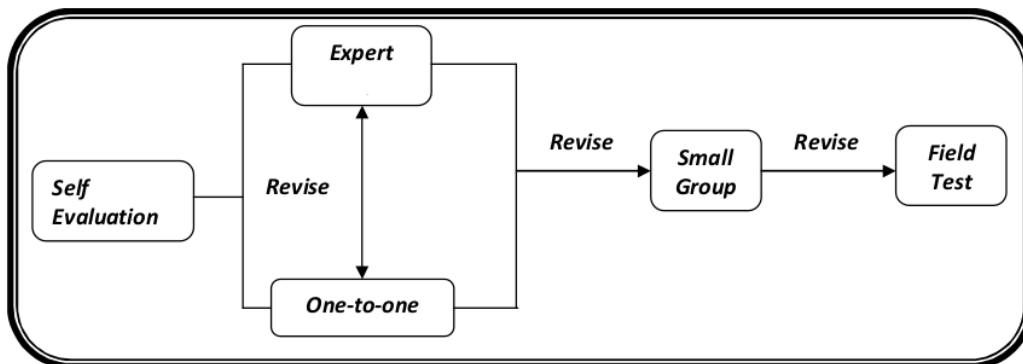 Expert
Self
Evaluation
Revise
One-to-one
Revise
Small
Group
Revise
Field
Test